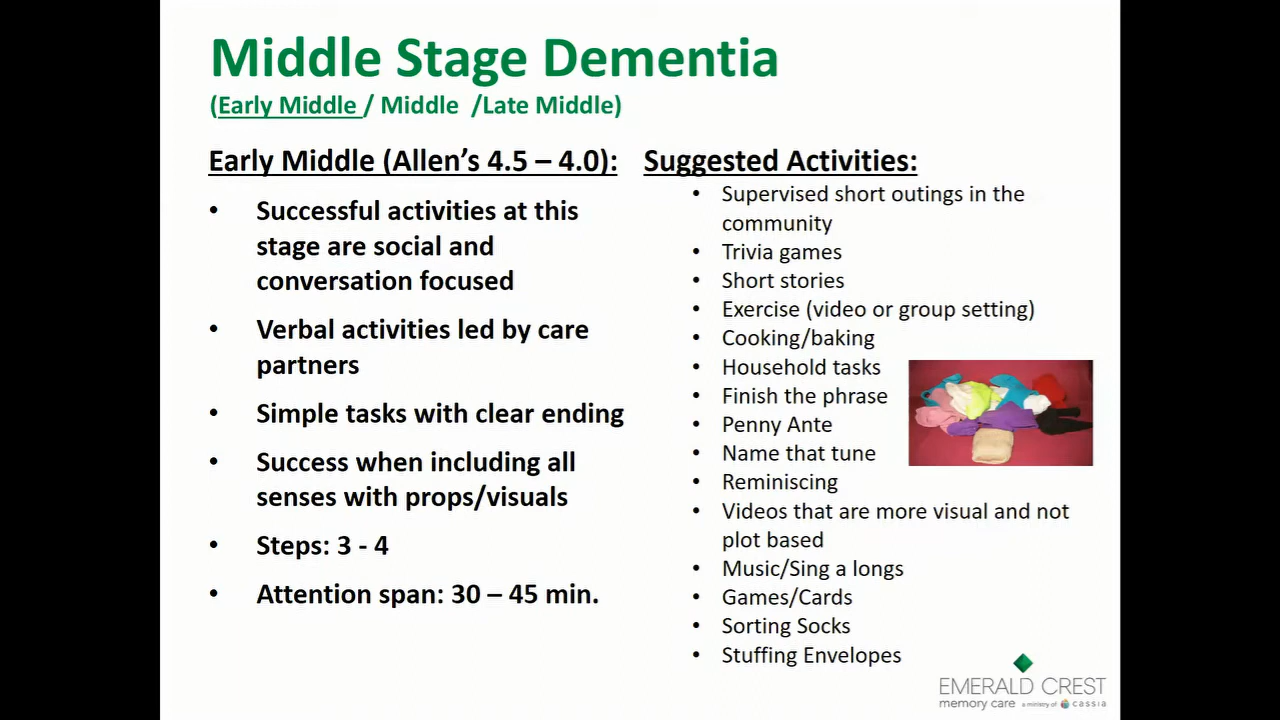 Middle Stage Dementia
(Early Middle / Middle /Late Middle)
Early Middle (Allen's 4.5 – 4.0):
• Successful activities at this
stage are social and
conversation focused
• Verbal activities led by care
partners
• Simple tasks with clear ending
• Success when including all
senses with props/visuals
• Steps: 3 - 4
• Attention span: 30 – 45 min.
Suggested Activities:
• Supervised short outings in the
community
• Trivia games
• Short stories
• Exercise (video or group setting)
• Cooking/baking
• Household tasks
• Finish the phrase
• Penny Ante
• Name that tune
• Reminiscing
• Videos that are more visual and not
plot based
• Music/Sing a longs
• Games/Cards
• Sorting Socks
• Stuffing Envelopes
EMERALD CREST
memory care a ministry of cassia